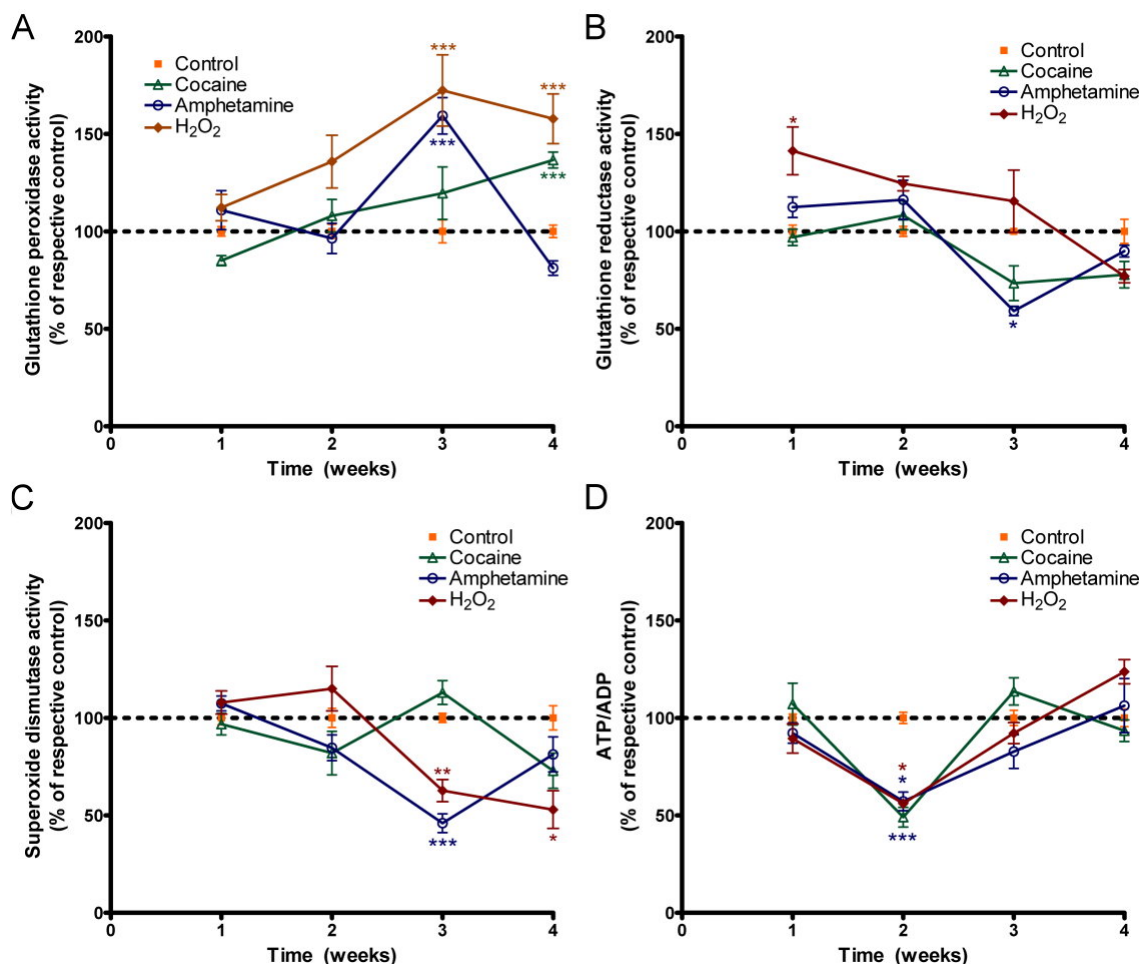 A
Glutathione peroxidase activity
(% of respective control)
200
150
100
50
0
Control
Cocaine
Amphetamine
H₂O₂
***
***
***
***
0 1 2 3 4
Time (weeks)
B
Glutathione reductase activity
(% of respective control)
200
150
100
50
0
Control
Cocaine
Amphetamine
H₂O₂
*
*
0 1 2 3 4
Time (weeks)
C
Superoxide dismutase activity
(% of respective control)
200
150
100
50
0
Control
Cocaine
Amphetamine
H₂O₂
**
***
*
0 1 2 3 4
Time (weeks)
D
ATP/ADP
(% of respective control)
200
150
100
50
0
Control
Cocaine
Amphetamine
H₂O₂
*
*
***
0 1 2 3 4
Time (weeks)